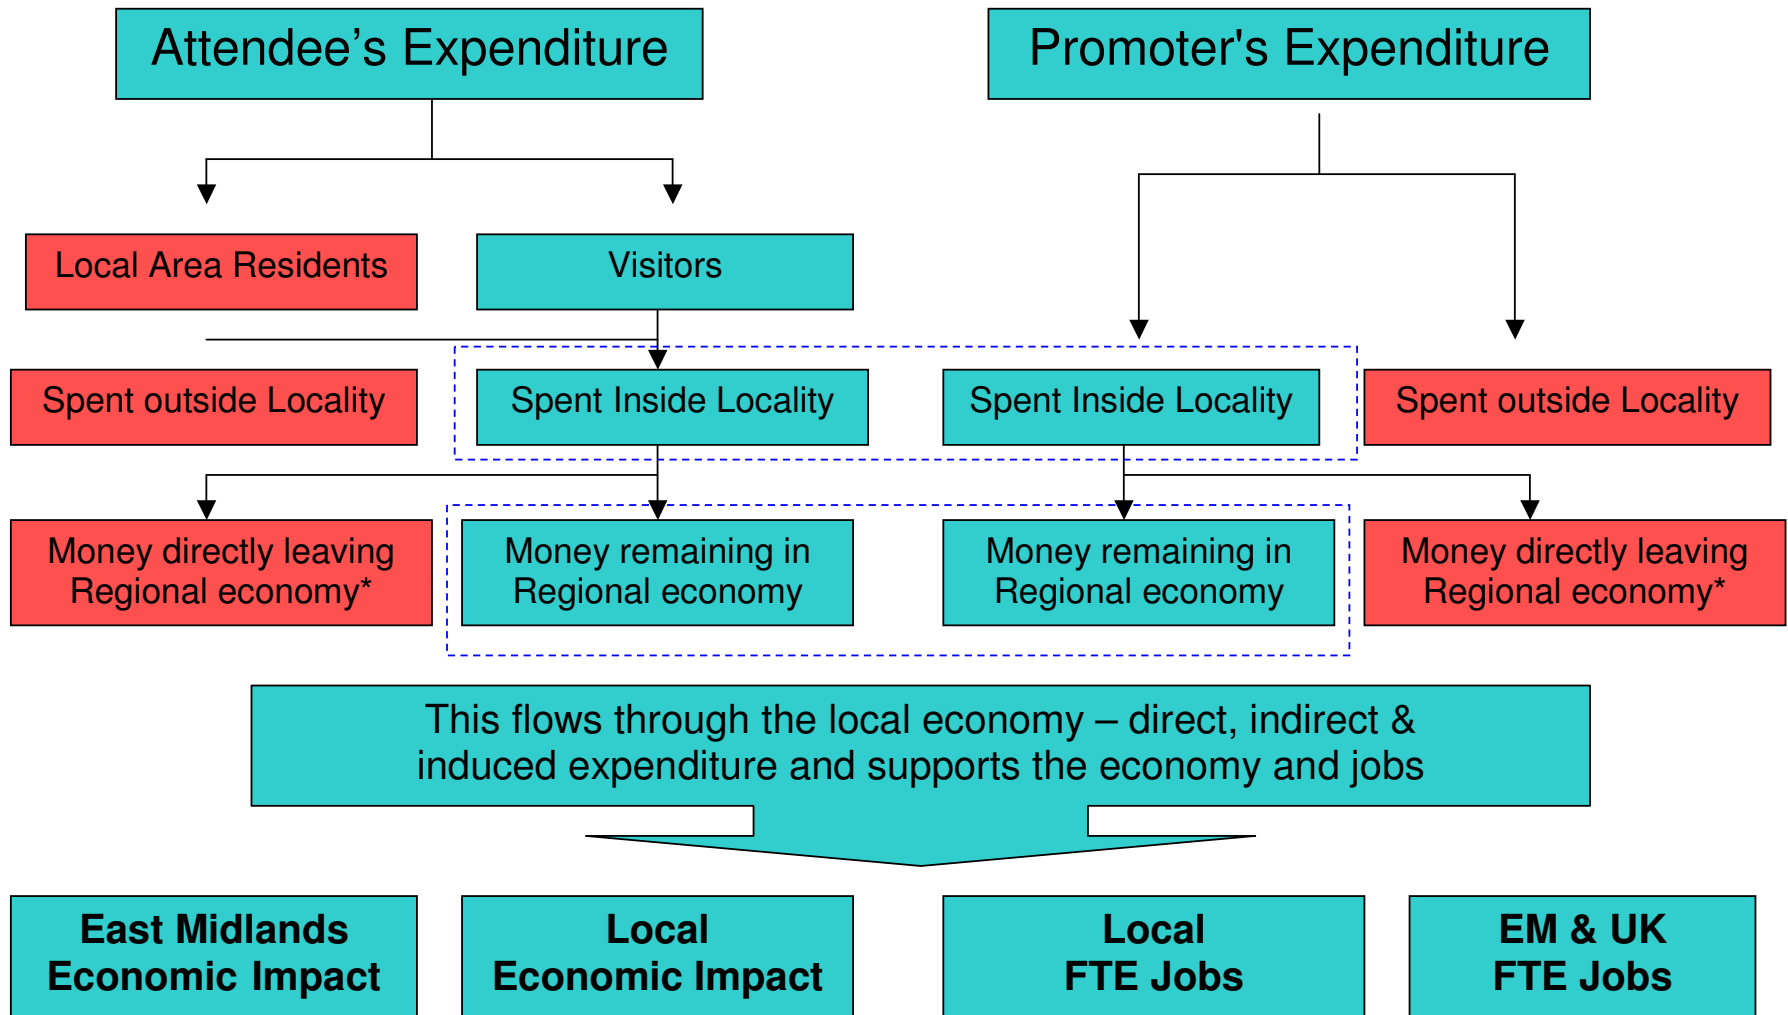 Attendee’s Expenditure
Promoter's Expenditure
Local Area Residents
Visitors
Spent outside Locality
Spent Inside Locality
Spent Inside Locality
Spent outside Locality
Money directly leaving
Regional economy*
Money remaining in
Regional economy
Money remaining in
Regional economy
Money directly leaving
Regional economy*
This flows through the local economy – direct, indirect &
induced expenditure and supports the economy and jobs
East Midlands
Economic Impact
Local
Economic Impact
Local
FTE Jobs
EM & UK
FTE Jobs